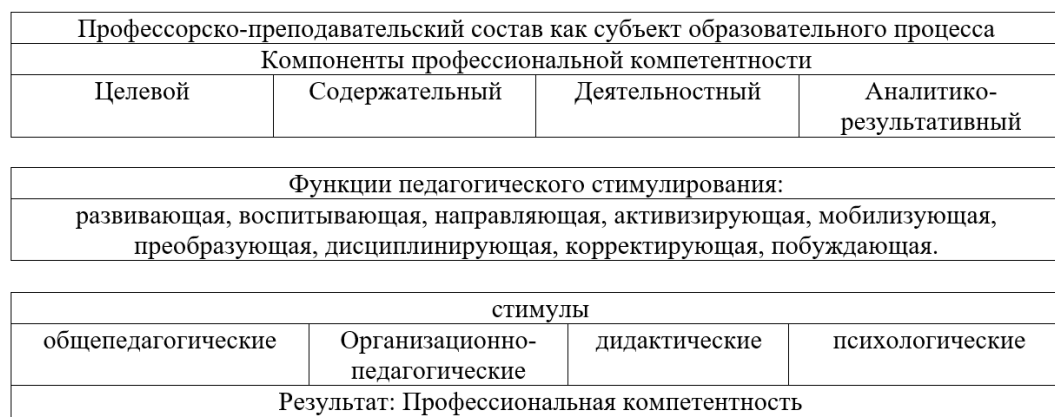 Профессорско-преподавательский состав как субъект образовательного процесса
Компоненты профессиональной компетентности
Целевой Содержательный Деятельностный Аналитико-
результативный
Функции педагогического стимулирования:
развивающая, воспитывающая, направляющая, активизирующая, мобилизующая,
преобразующая, дисциплинирующая, корректирующая, побуждающая.
стимулы
общепедагогические Организационно- дидактические психологические
педагогические
Результат: Профессиональная компетентность